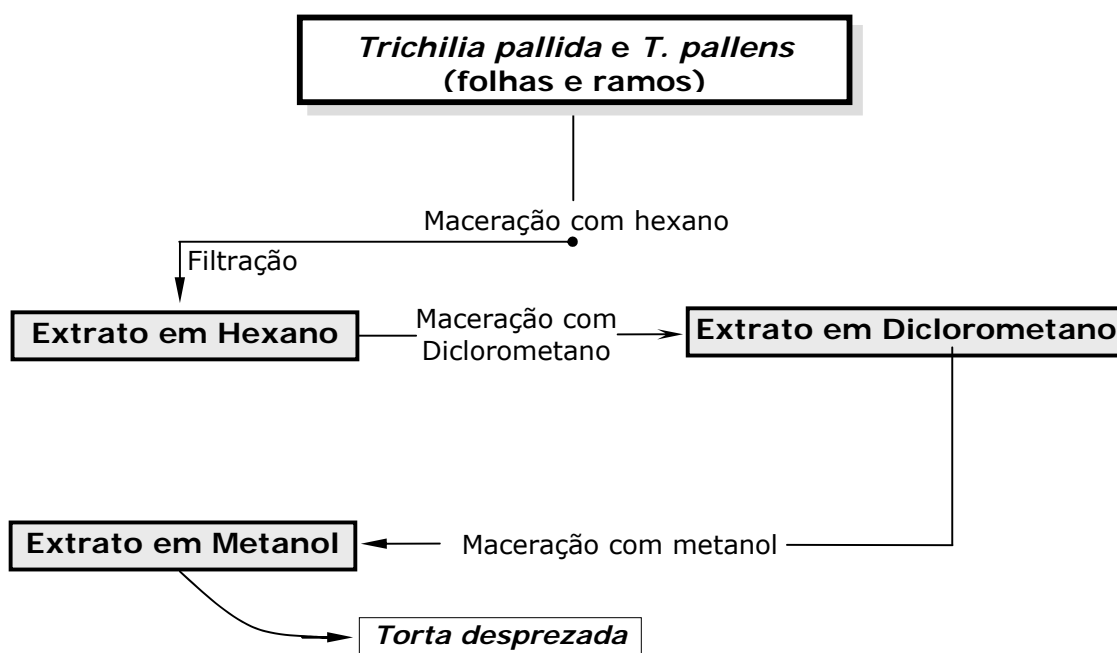 Trichilia pallida e T. pallens
(folhas e ramos)
Maceração com hexano
Filtração
Extrato em Hexano
Maceração com
Diclorometano
Extrato em Diclorometano
Extrato em Metanol
Maceração com metanol
Torta desprezada